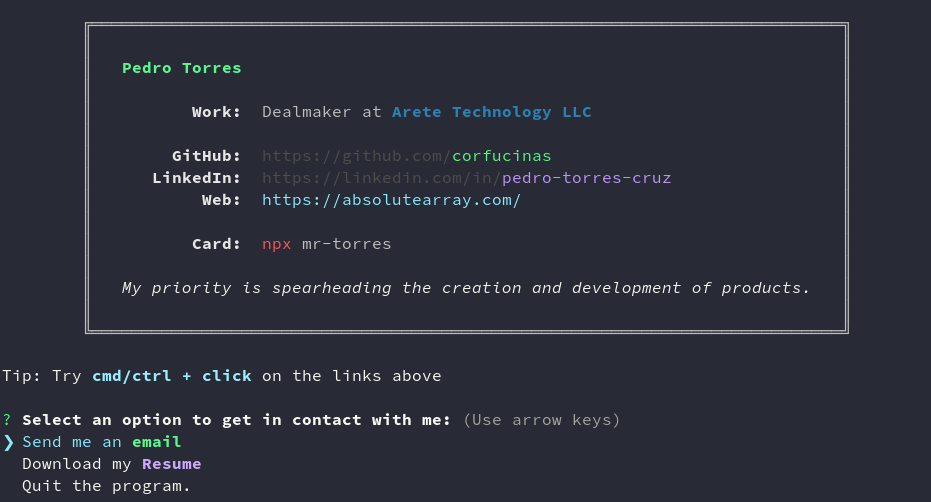 Pedro Torres
Work: Dealmaker at Arete Technology LLC
GitHub: https://github.com/corfucinas
LinkedIn: https://linkedin.com/in/pedro-torres-cruz
Web: https://absolutearray.com/
Card: npx mr-torres
My priority is spearheading the creation and development of products.
Tip: Try cmd/ctrl + click on the links above
? Select an option to get in contact with me: (Use arrow keys)
❯ Send me an email
Download my Resume
Quit the program.